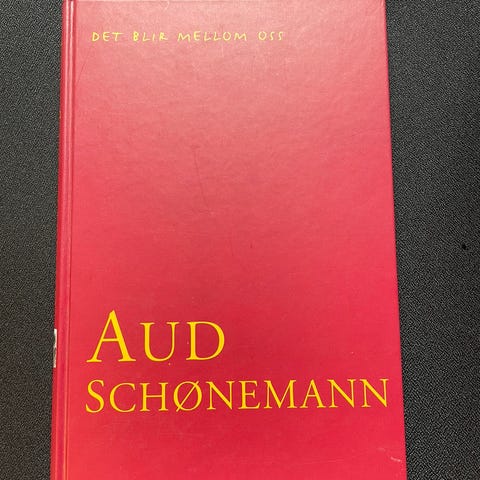 DET BLIR MELLOM OSS
AUD
SCHØNEMANN